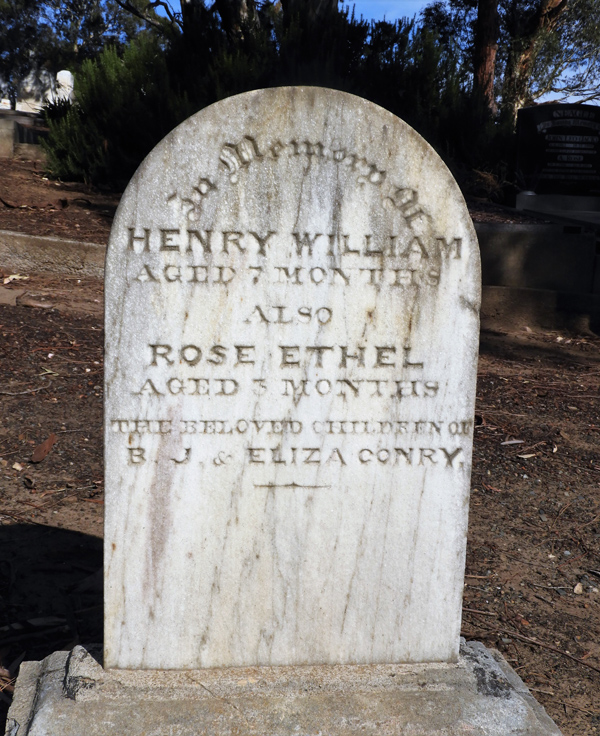 In Memory of
HENRY WILLIAM
AGED 7 MONTHS
ALSO
ROSE ETHEL
AGED 3 MONTHS
THE BELOVED CHILDREN OF
B. J. & ELIZA CONRY.